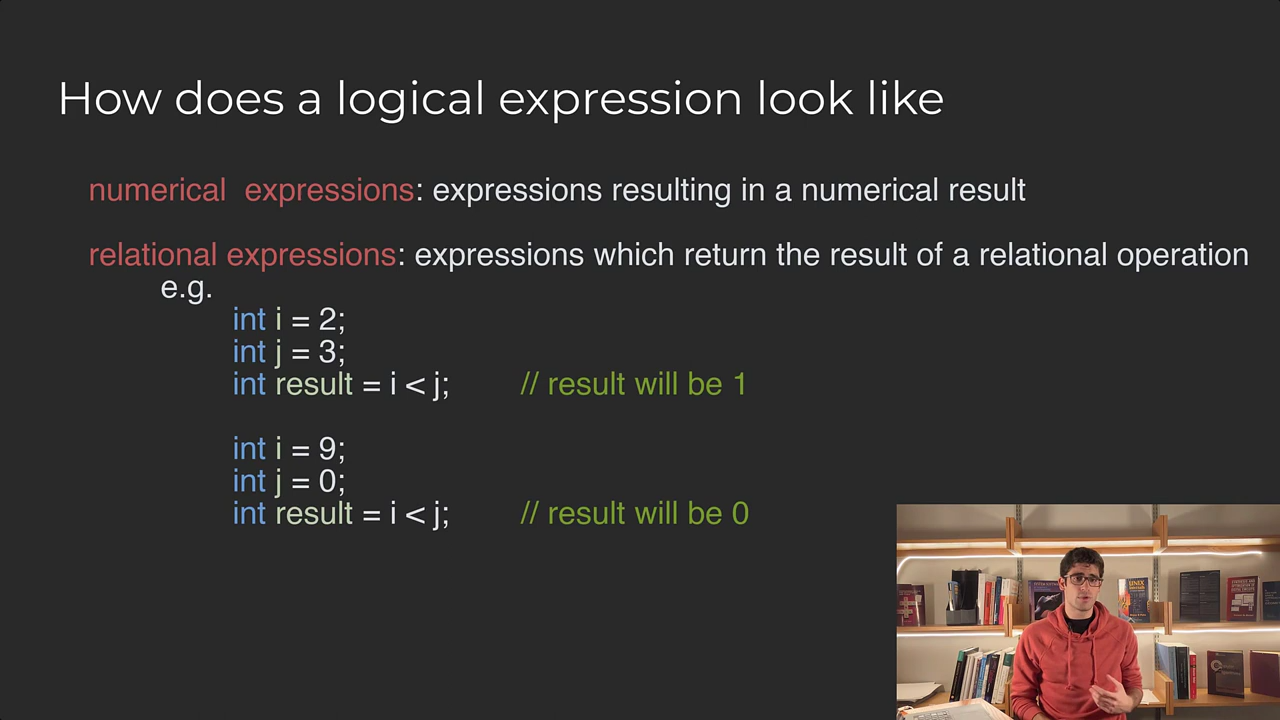 How does a logical expression look like
numerical expressions: expressions resulting in a numerical result
relational expressions: expressions which return the result of a relational operation
e.g.
int i = 2;
int j = 3;
int result = i < j; // result will be 1
int i = 9;
int j = 0;
int result = i < j; // result will be 0
UNIX